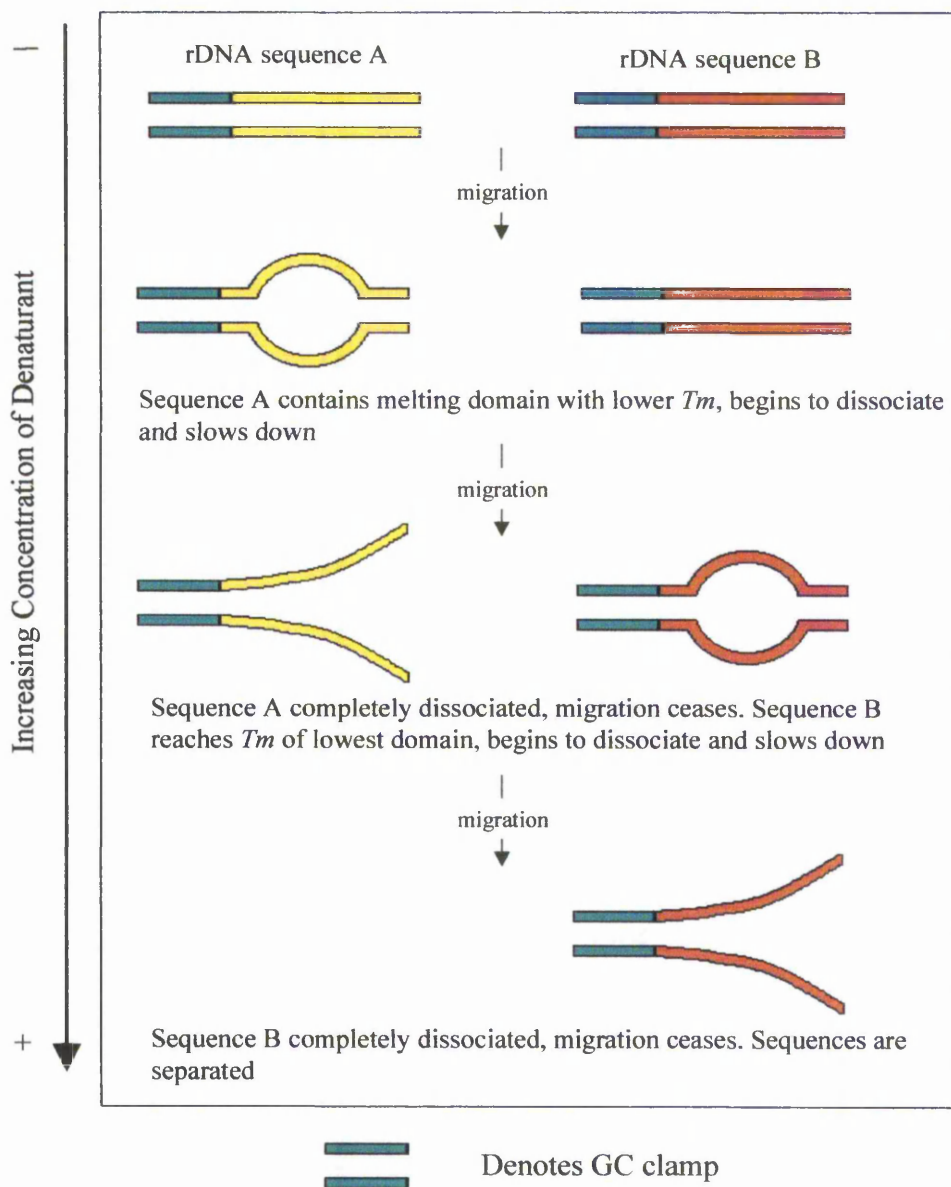 —
rDNA sequence A
rDNA sequence B
migration
Sequence A contains melting domain with lower Tm, begins to dissociate
and slows down
migration
Sequence A completely dissociated, migration ceases. Sequence B
reaches Tm of lowest domain, begins to dissociate and slows down
migration
Sequence B completely dissociated, migration ceases. Sequences are
separated
Increasing Concentration of Denaturant
+
Denotes GC clamp